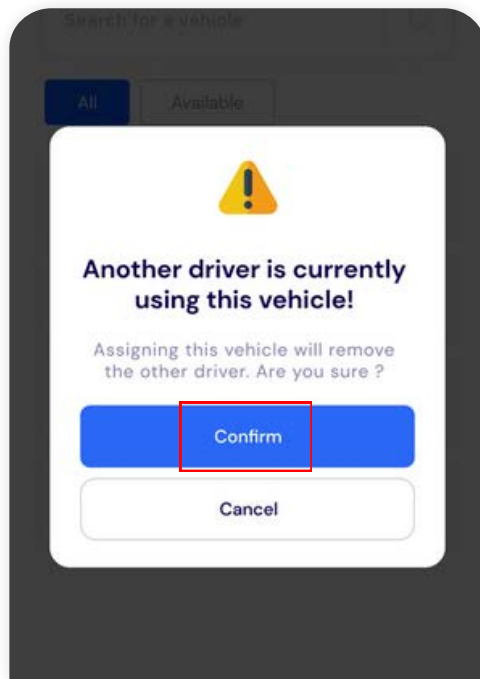 Search for a vehicle
All
Available
Another driver is currently
using this vehicle!
Assigning this vehicle will remove
the other driver. Are you sure ?
Confirm
Cancel